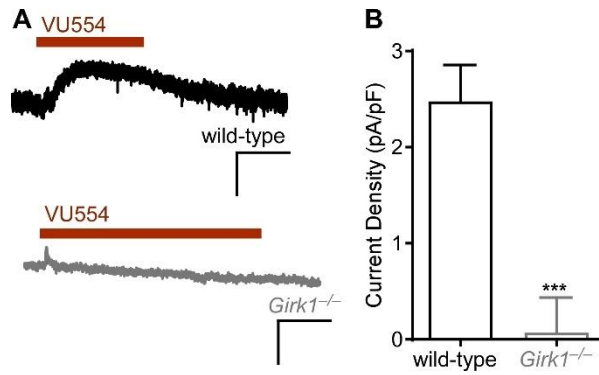 A
VU554
wild-type
VU554
Girk1–/–
B
Current Density (pA/pF)
3
2
1
0
***
wild-type
Girk1–/–